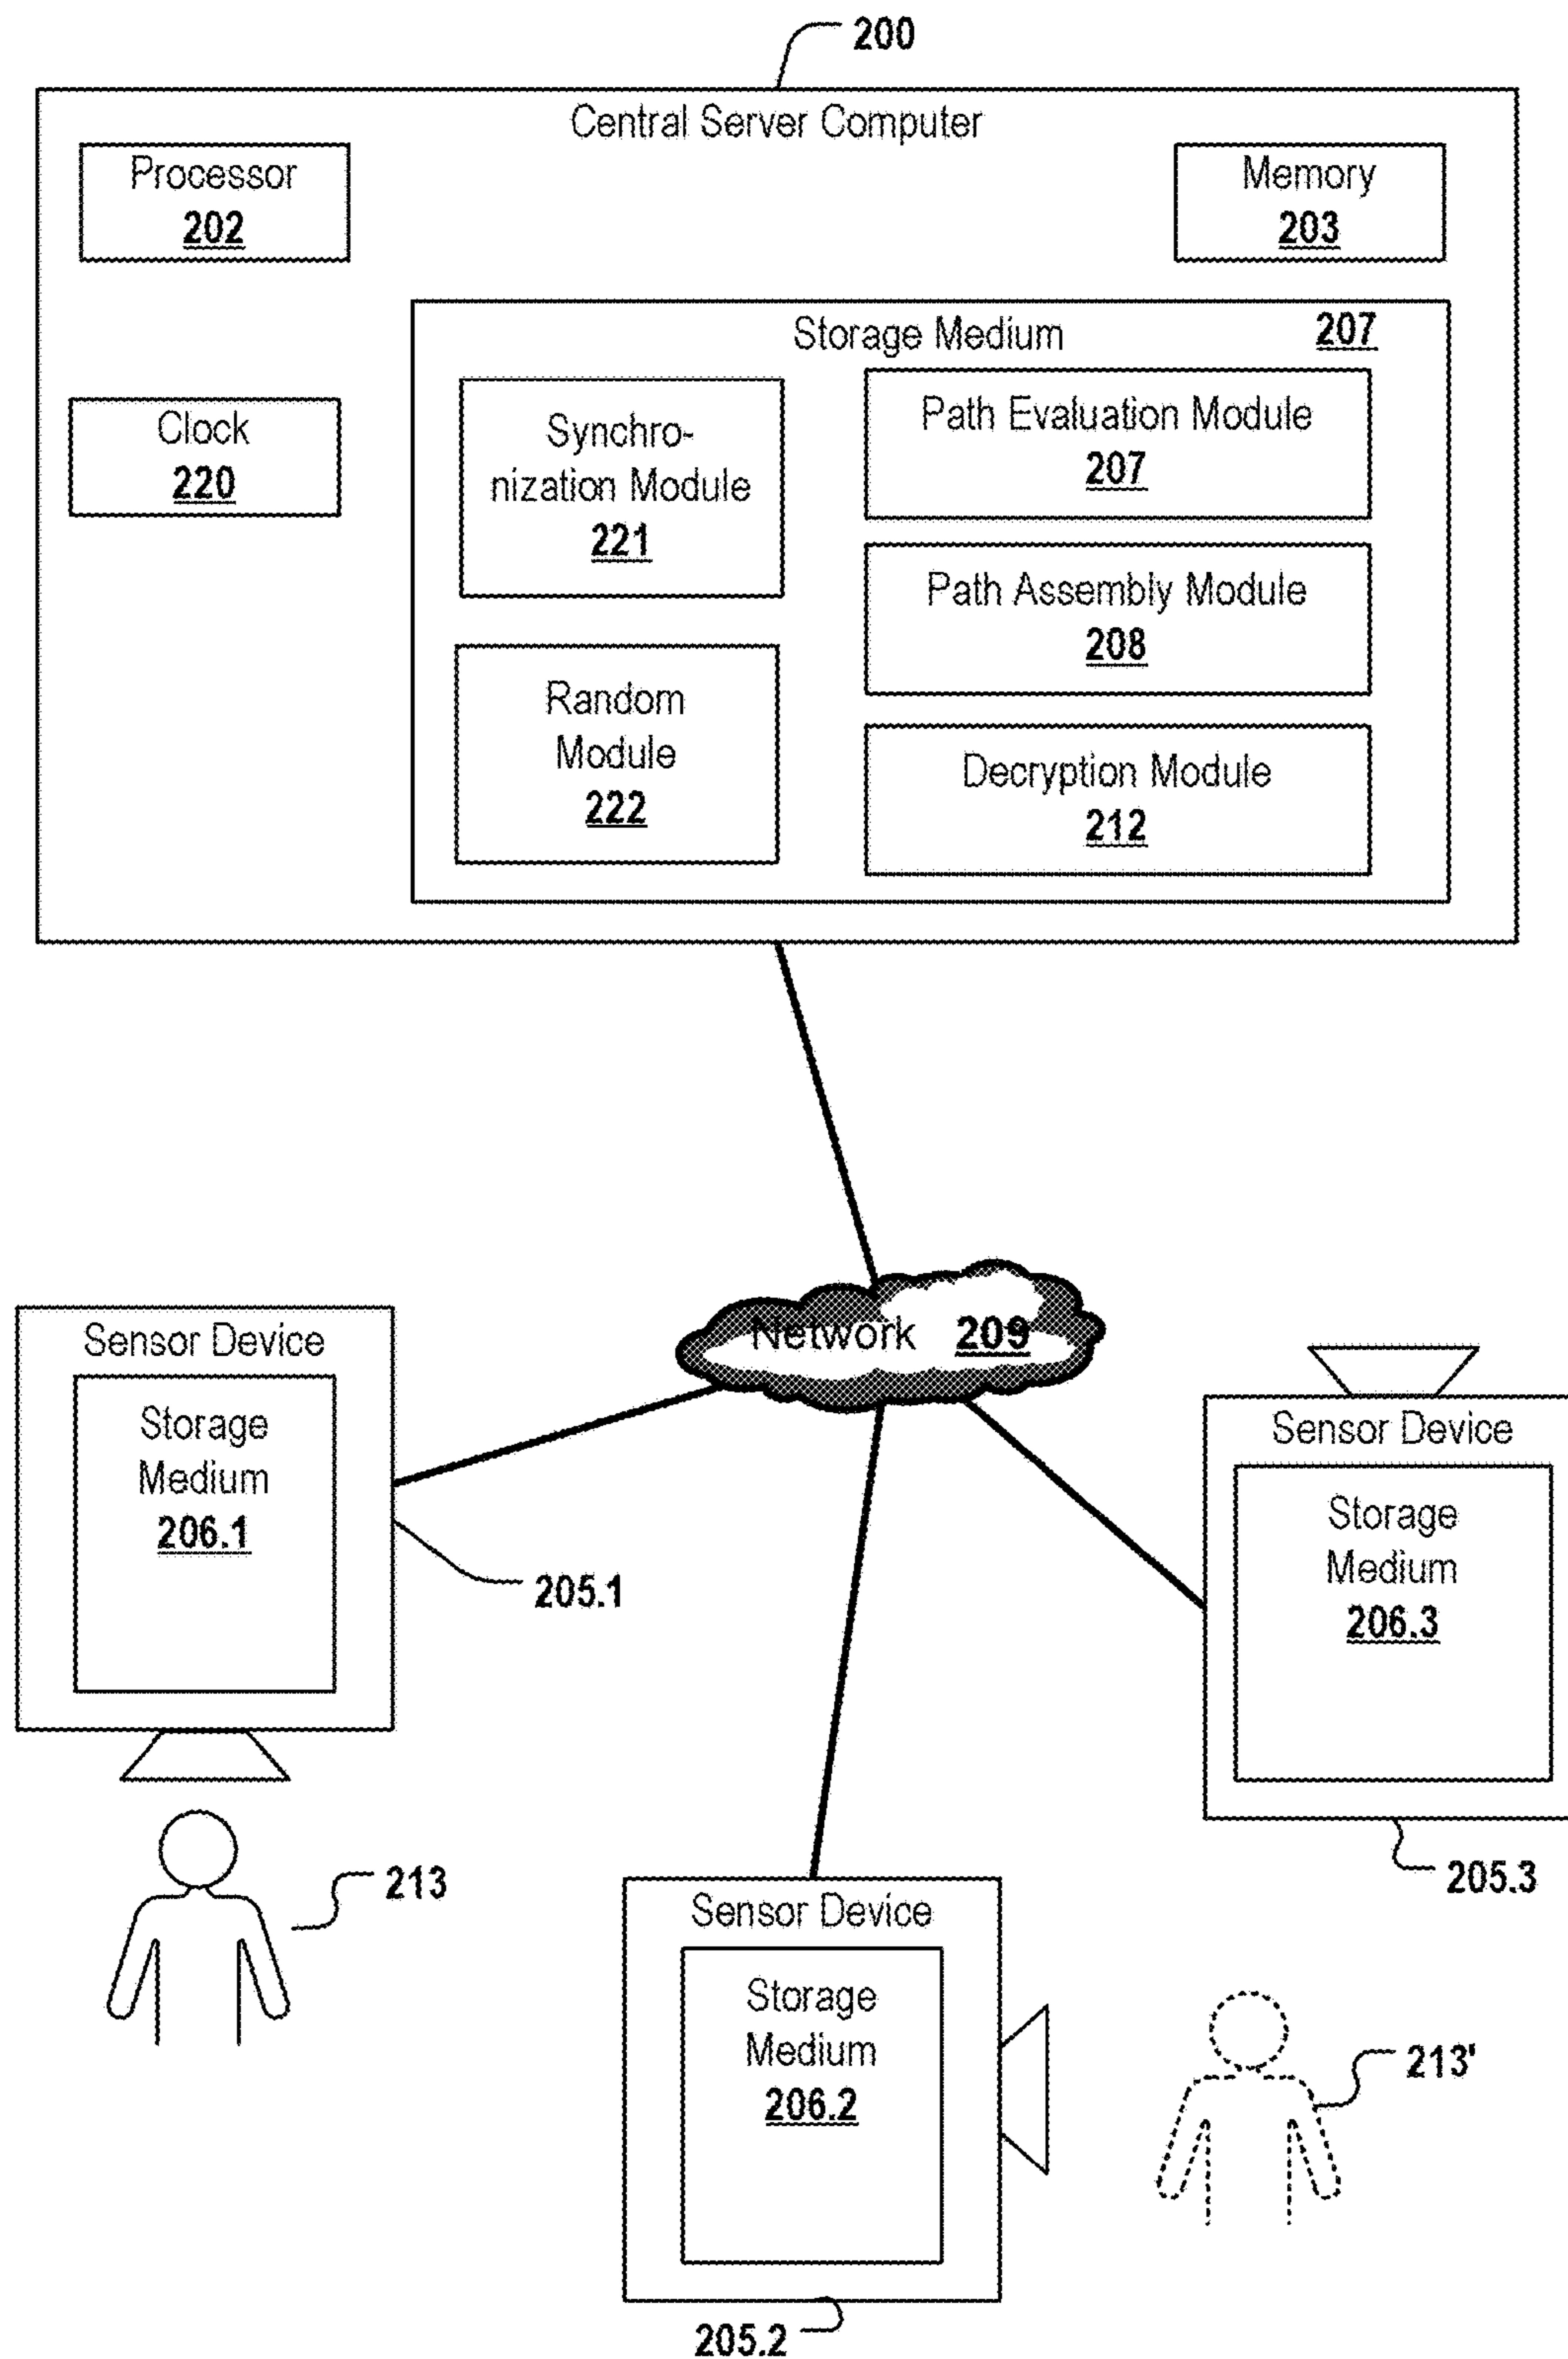 200
Central Server Computer
Processor
202
Memory
203
Storage Medium 207
Clock
220
Synchro-
nization Module
221
Path Evaluation Module
207
Path Assembly Module
208
Random
Module
222
Decryption Module
212
Network 209
Sensor Device
Storage
Medium
206.1
205.1
Sensor Device
Storage
Medium
206.3
205.3
213
Sensor Device
Storage
Medium
206.2
205.2
213'